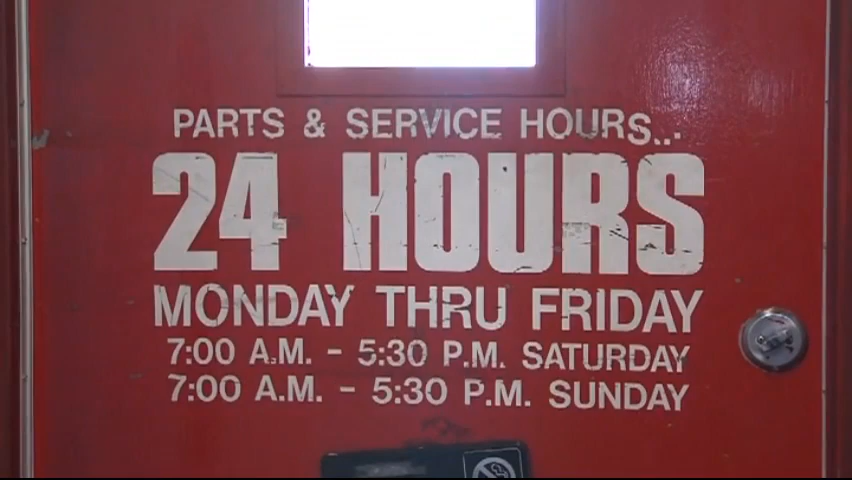 PARTS & SERVICE HOURS...
24 HOURS
MONDAY THRU FRIDAY
7:00 A.M. - 5:30 P.M. SATURDAY
7:00 A.M. - 5:30 P.M. SUNDAY